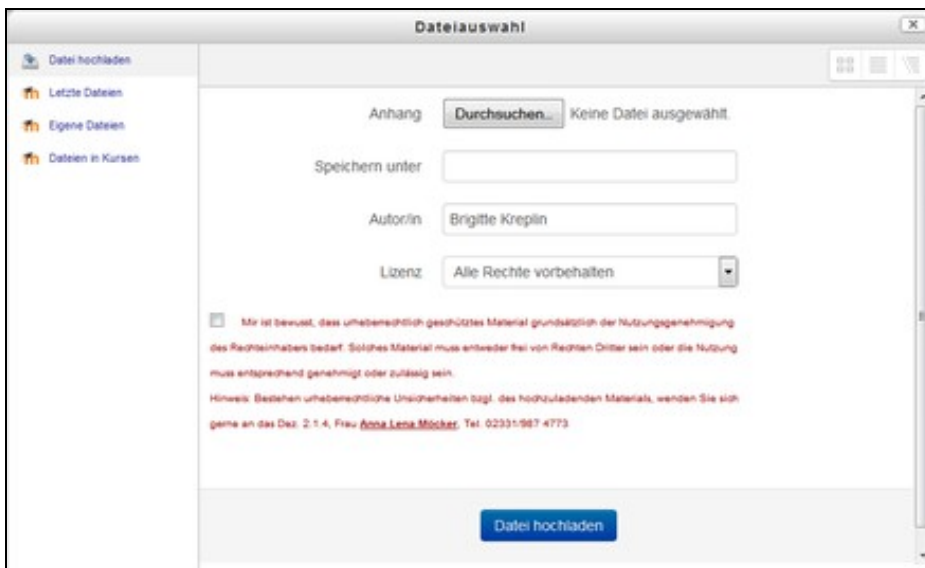 Dateiauswahl
Datei hochladen
Letzte Dateien
Eigene Dateien
Dateien in Kursen
Anhang Durchsuchen... Keine Datei ausgewählt.
Speichern unter
Autor/in Brigitte Kreplin
Lizenz Alle Rechte vorbehalten
Mir ist bewusst, dass urheberrechtlich geschütztes Material grundsätzlich der Nutzungsgenehmigung
des Rechteinhabers bedarf. Solches Material muss entweder frei von Rechten Dritter sein oder die Nutzung
muss entsprechend genehmigt oder zulässig sein.
Hinweis: Bestehen urheberrechtliche Unsicherheiten bzgl. des hochzuladenden Materials, wenden Sie sich
gerne an das Dez. 2.1.4, Frau Anna Lena Möcker, Tel. 02331/987 4773
Datei hochladen